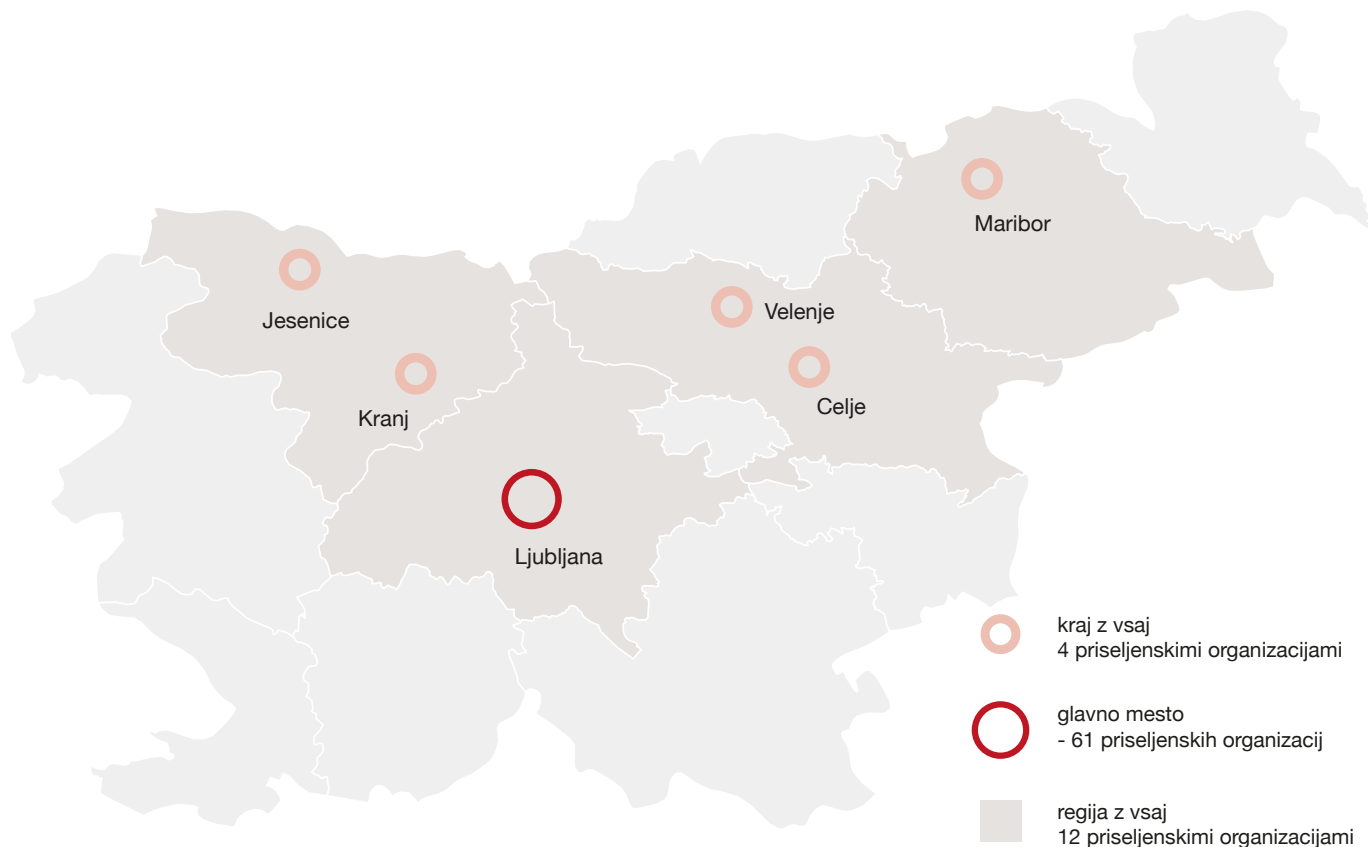 Maribor
Jesenice
Velenje
Kranj
Celje
Ljubljana
kraj z vsaj
4 priseljenskimi organizacijami
glavno mesto
- 61 priseljenskih organizacij
regija z vsaj
12 priseljenskimi organizacijami